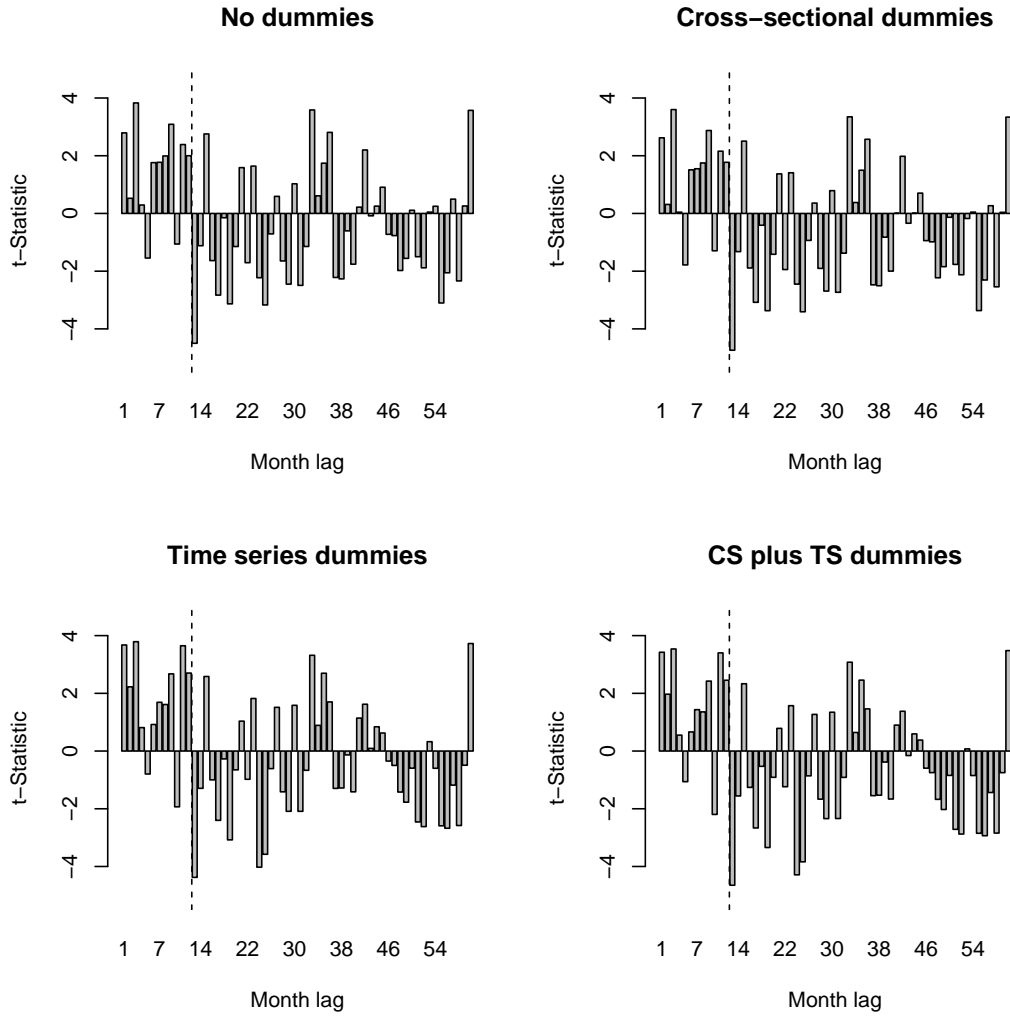 No dummies
t−Statistic
4
2
0
−2
−4
1 7 14 22 30 38 46 54
Month lag
Cross−sectional dummies
t−Statistic
4
2
0
−2
−4
1 7 14 22 30 38 46 54
Month lag
Time series dummies
t−Statistic
4
2
0
−2
−4
1 7 14 22 30 38 46 54
Month lag
CS plus TS dummies
t−Statistic
4
2
0
−2
−4
1 7 14 22 30 38 46 54
Month lag